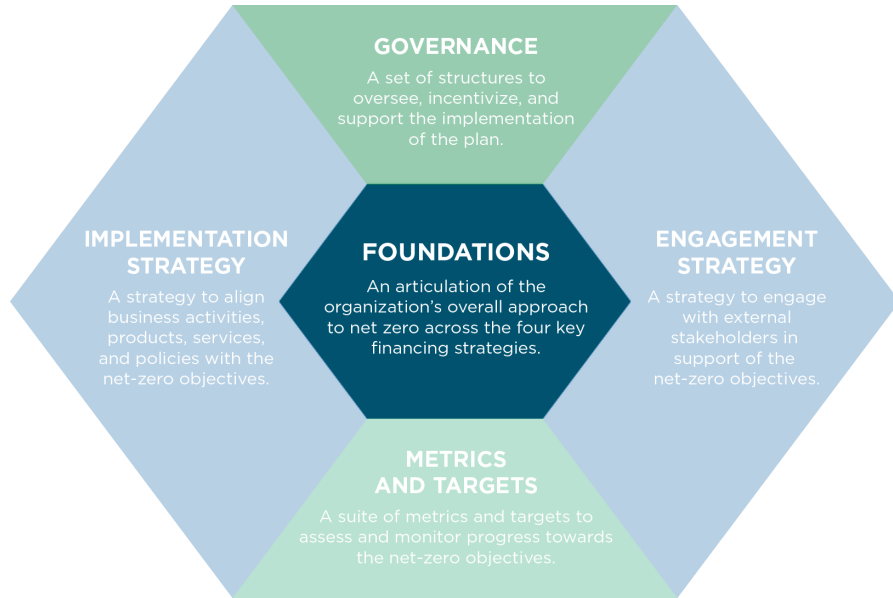 GOVERNANCE
A set of structures to
oversee, incentivize, and
support the implementation
of the plan.
IMPLEMENTATION
STRATEGY
A strategy to align
business activities,
products, services,
and policies with the
net-zero objectives.
FOUNDATIONS
An articulation of the
organization’s overall approach
to net zero across the four key
financing strategies.
ENGAGEMENT
STRATEGY
A strategy to engage
with external
stakeholders in
support of the
net-zero objectives.
METRICS
AND TARGETS
A suite of metrics and targets to
assess and monitor progress towards
the net-zero objectives.